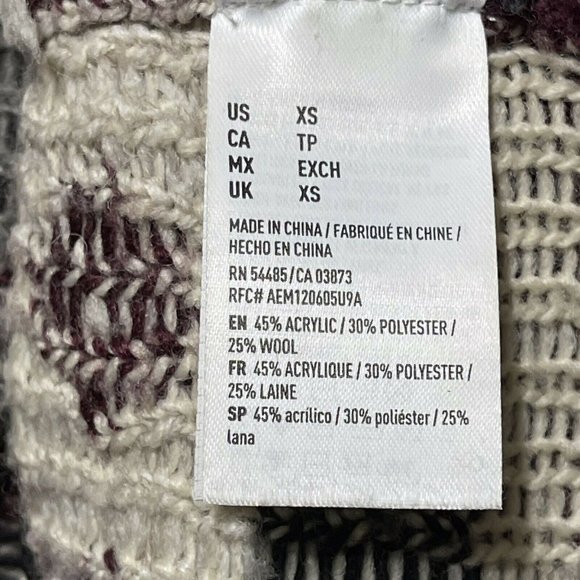 US XS
CA TP
MX EXCH
UK XS
MADE IN CHINA / FABRIQUÉ EN CHINE /
HECHO EN CHINA
RN 54485/CA 03873
RFC# AEM120605U9A
EN 45% ACRYLIC / 30% POLYESTER /
25% WOOL
FR 45% ACRYLIQUE / 30% POLYESTER /
25% LAINE
SP 45% acrílico / 30% poliéster / 25%
lana